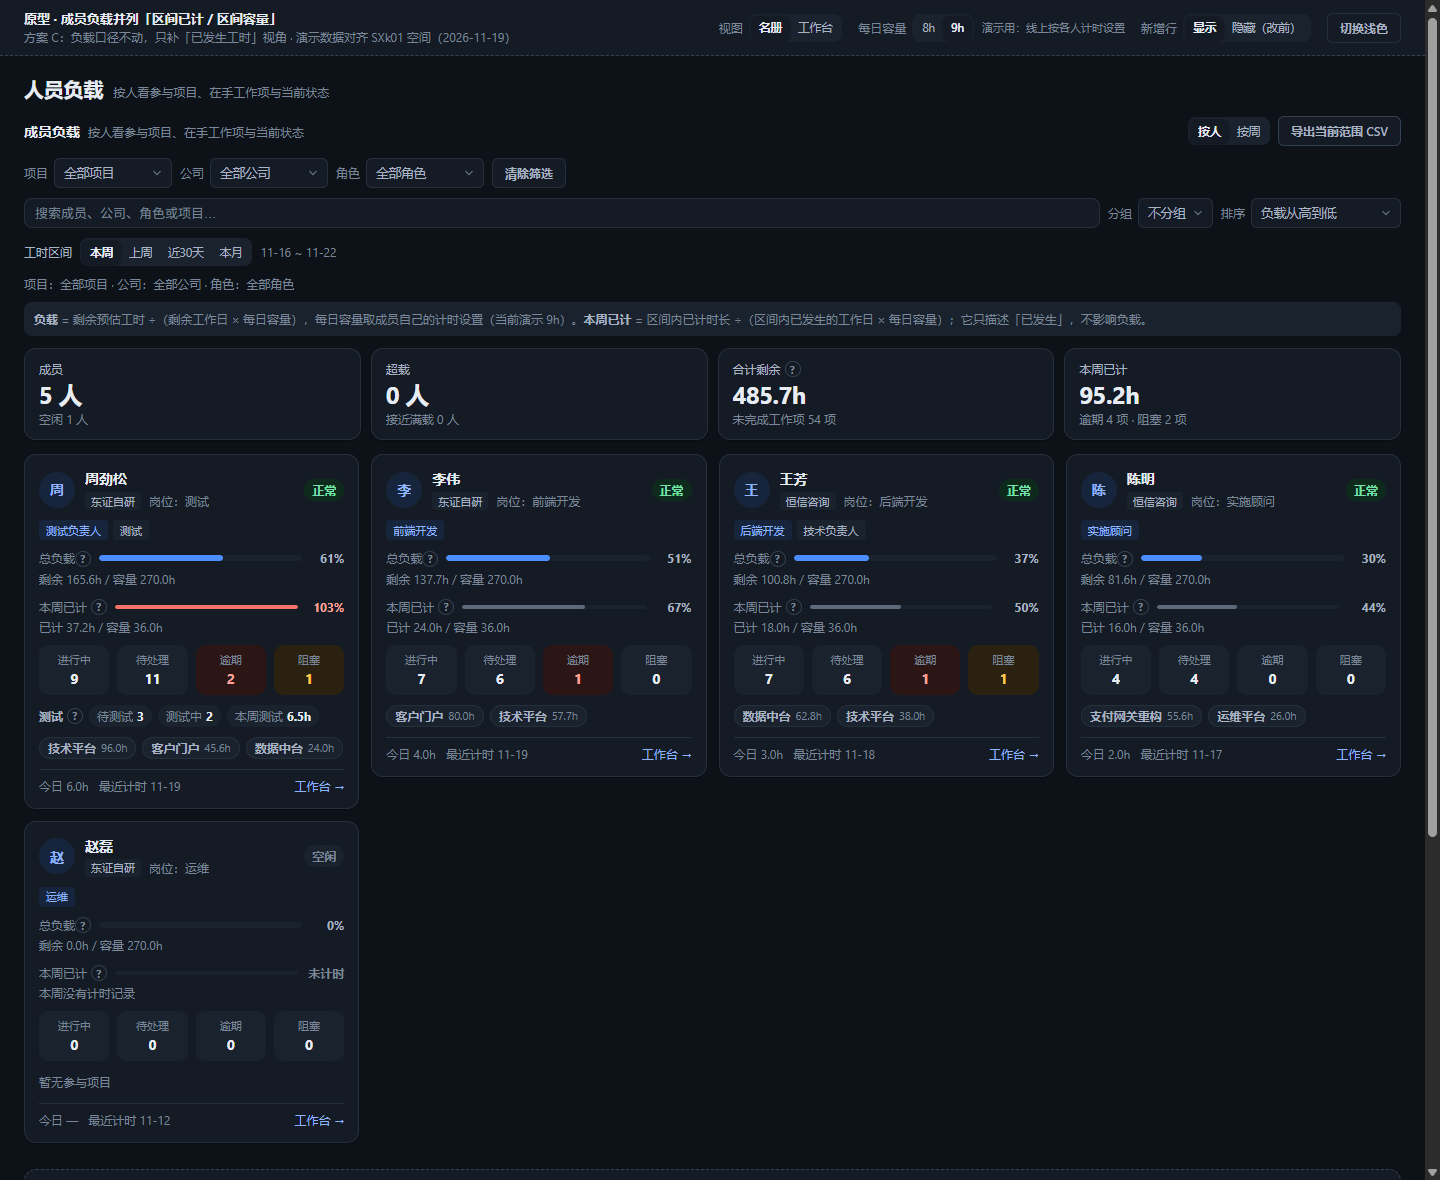 原型 · 成员负载并列「区间已计 / 区间容量」
方案 C：负载口径不动，只补「已发生工时」视角 · 演示数据对齐 SXk01 空间（2026-11-19）
视图 名册 工作台 每日容量 8h 9h 演示用：线上按各人计时设置 新增行 显示 隐藏（改前） 切换浅色
人员负载 按人看参与项目、在手工作项与当前状态
成员负载 按人看参与项目、在手工作项与当前状态 按人 按周 导出当前范围 CSV
项目 全部项目 公司 全部公司 角色 全部角色 清除筛选
搜索成员、公司、角色或项目... 分组 不分组 排序 负载从高到低
工时区间 本周 上周 近30天 本月 11-16 ~ 11-22
项目：全部项目 · 公司：全部公司 · 角色：全部角色
负载 = 剩余预估工时 ÷（剩余工作日 × 每日容量），每日容量取成员自己的计时设置（当前演示 9h）。本周已计 = 区间内已计时长 ÷（区间内已发生的工作日 × 每日容量）；它只描述「已发生」，不影响负载。
成员
5 人
空闲 1 人
超载
0 人
接近满载 0 人
合计剩余 ?
485.7h
未完成工作项 54 项
本周已计
95.2h
逾期 4 项 · 阻塞 2 项
周 周劲松 正常
东证自研 岗位：测试
测试负责人 测试
总负载 ? 61%
剩余 165.6h / 容量 270.0h
本周已计 ? 103%
已计 37.2h / 容量 36.0h
进行中 待处理 逾期 阻塞
9 11 2 1
测试 ? 待测试 3 测试中 2 本周测试 6.5h
技术平台 96.0h 客户门户 45.6h 数据中台 24.0h
今日 6.0h 最近计时 11-19 工作台 →
李 李伟 正常
东证自研 岗位：前端开发
前端开发
总负载 ? 51%
剩余 137.7h / 容量 270.0h
本周已计 ? 67%
已计 24.0h / 容量 36.0h
进行中 待处理 逾期 阻塞
7 6 1 0
客户门户 80.0h 技术平台 57.7h
今日 4.0h 最近计时 11-19 工作台 →
王 王芳 正常
恒信咨询 岗位：后端开发
后端开发 技术负责人
总负载 ? 37%
剩余 100.8h / 容量 270.0h
本周已计 ? 50%
已计 18.0h / 容量 36.0h
进行中 待处理 逾期 阻塞
7 6 1 1
数据中台 62.8h 技术平台 38.0h
今日 3.0h 最近计时 11-18 工作台 →
陈 陈明 正常
恒信咨询 岗位：实施顾问
实施顾问
总负载 ? 30%
剩余 81.6h / 容量 270.0h
本周已计 ? 44%
已计 16.0h / 容量 36.0h
进行中 待处理 逾期 阻塞
4 4 0 0
支付网关重构 55.6h 运维平台 26.0h
今日 2.0h 最近计时 11-17 工作台 →
赵 赵磊 空闲
东证自研 岗位：运维
运维
总负载 ? 0%
剩余 0.0h / 容量 270.0h
本周已计 ? 未计时
本周没有计时记录
进行中 待处理 逾期 阻塞
0 0 0 0
暂无参与项目
今日 — 最近计时 11-12 工作台 →